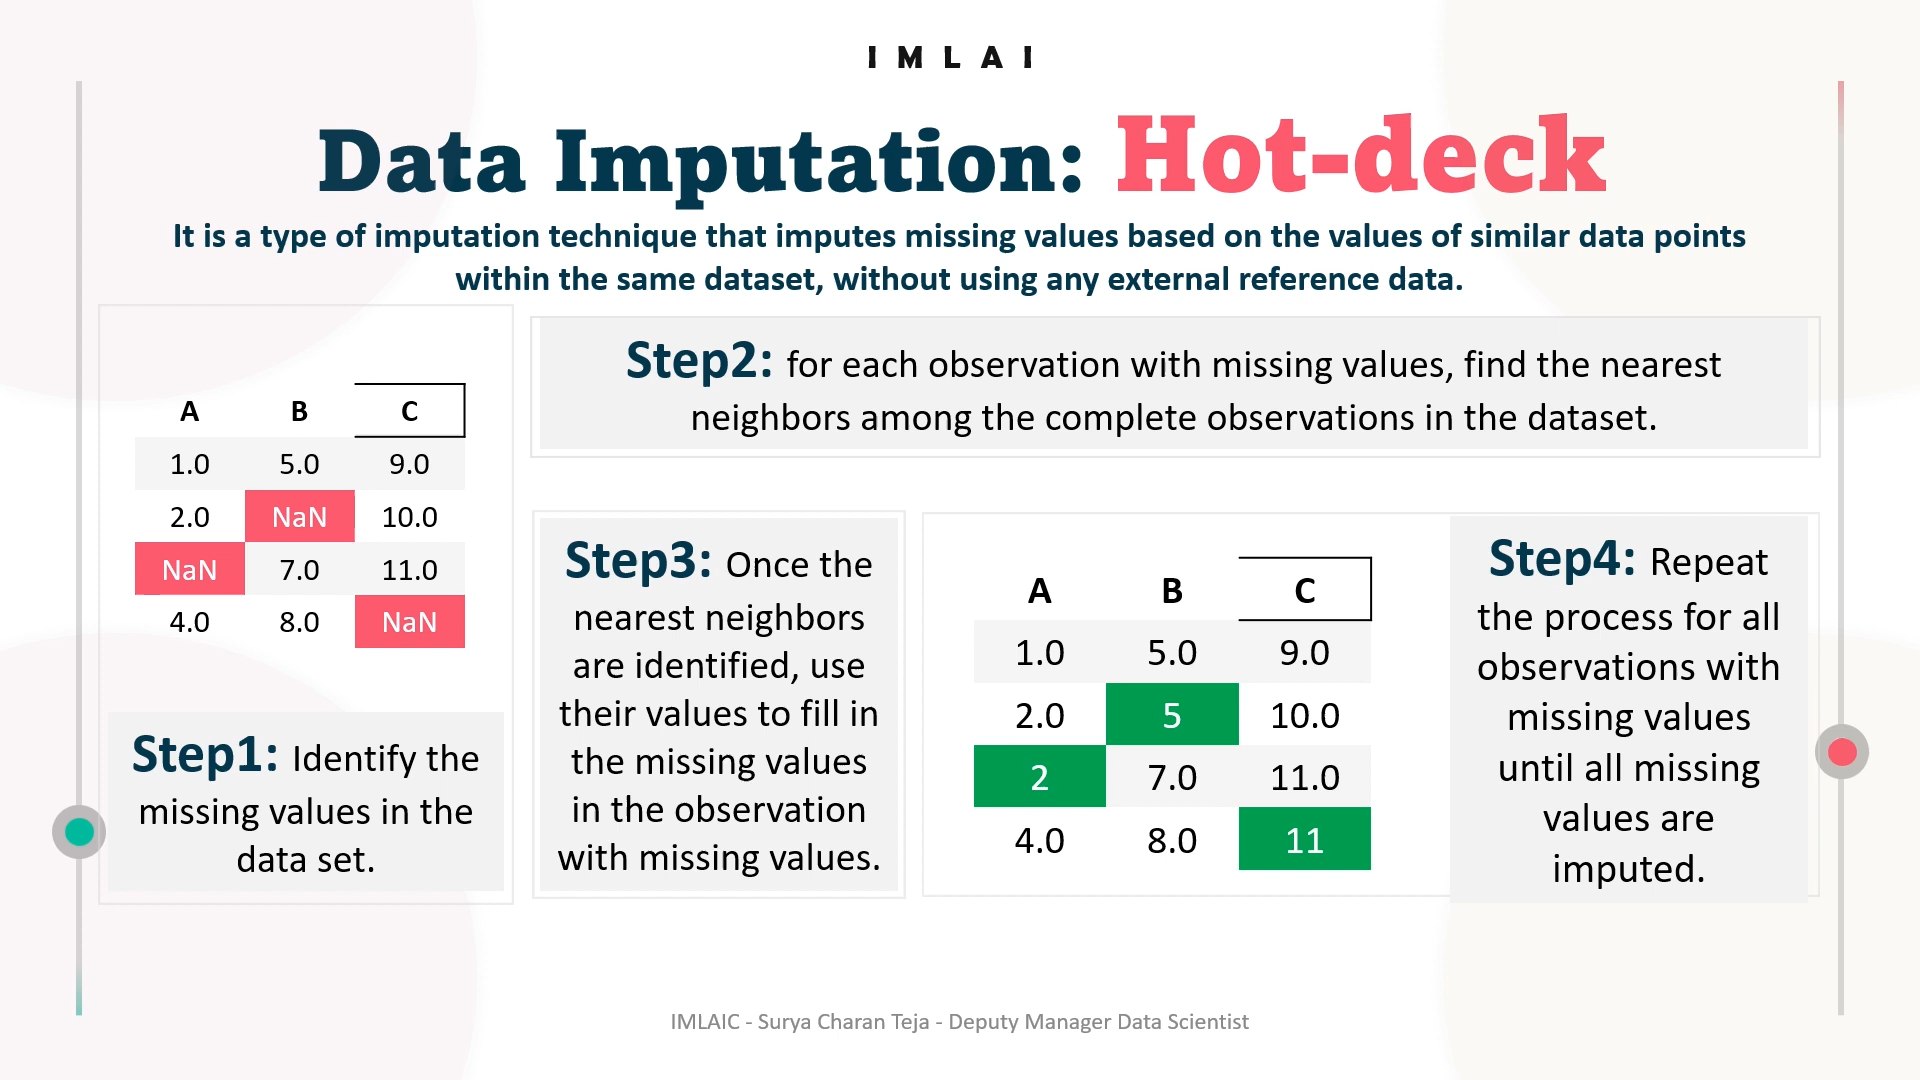 IMLAI
Data Imputation: Hot-deck
It is a type of imputation technique that imputes missing values based on the values of similar data points
within the same dataset, without using any external reference data.
A B C
1.0 5.0 9.0
2.0 NaN 10.0
NaN 7.0 11.0
4.0 8.0 NaN
Step1: Identify the
missing values in the
data set.
Step2: for each observation with missing values, find the nearest
neighbors among the complete observations in the dataset.
Step3: Once the
nearest neighbors
are identified, use
their values to fill in
the missing values
in the observation
with missing values.
A B C
1.0 5.0 9.0
2.0 5 10.0
2 7.0 11.0
4.0 8.0 11
Step4: Repeat
the process for all
observations with
missing values
until all missing
values are
imputed.
IMLAIC - Surya Charan Teja - Deputy Manager Data Scientist